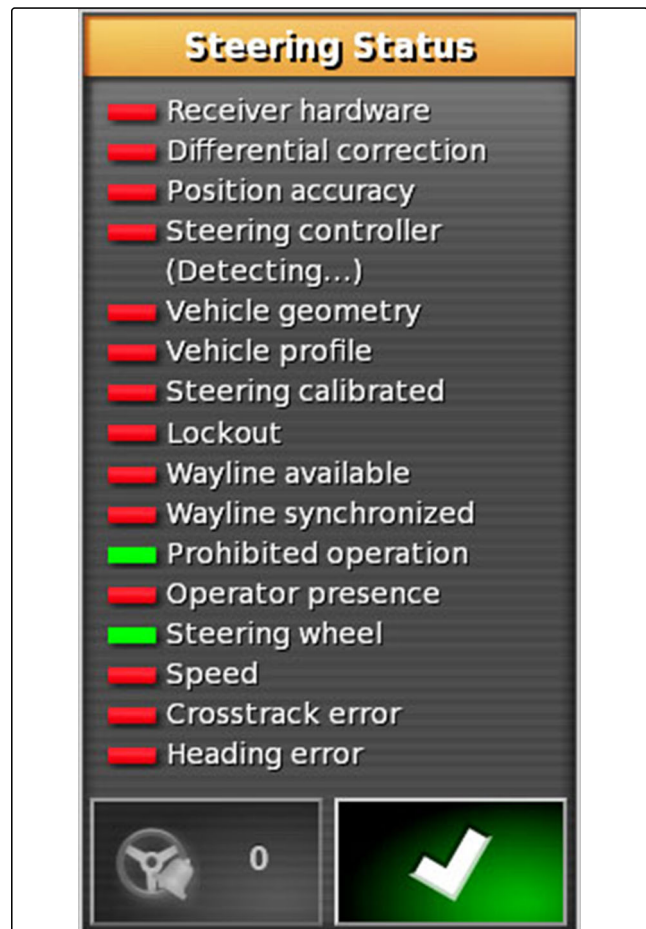 Steering Status
Receiver hardware
Differential correction
Position accuracy
Steering controller
(Detecting...)
Vehicle geometry
Vehicle profile
Steering calibrated
Lockout
Wayline available
Wayline synchronized
Prohibited operation
Operator presence
Steering wheel
Speed
Crosstrack error
Heading error
0